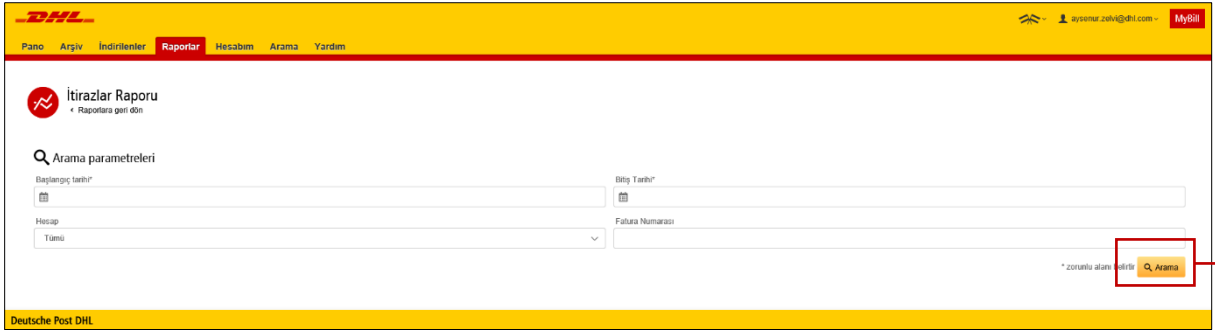 DHL
aysenur.zelvi@dhl.com
MyBill
Pano Arşiv İndirilenler Raporlar Hesabım Arama Yardım
İtirazlar Raporu
Raporlara geri dön
Arama parametreleri
Başlangıç tarihi* Bitiş Tarihi*
Hesap Fatura Numarası
Tümü
* zorunlu alanı belirtir Arama
Deutsche Post DHL